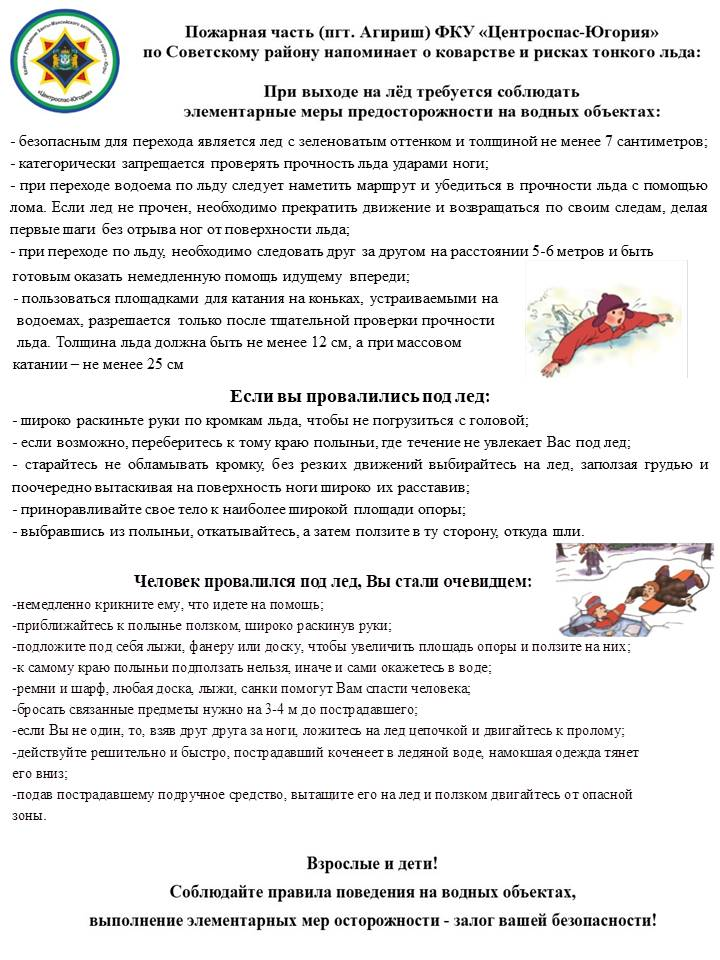 Пожарная часть (пгт. Агириш) ФКУ «Центроспас-Югория»
по Советскому району напоминает о коварстве и рисках тонкого льда:
При выходе на лёд требуется соблюдать
элементарные меры предосторожности на водных объектах:
- безопасным для перехода является лед с зеленоватым оттенком и толщиной не менее 7 сантиметров;
- категорически запрещается проверять прочность льда ударами ноги;
- при переходе водоема по льду следует наметить маршрут и убедиться в прочности льда с помощью
лома. Если лед не прочен, необходимо прекратить движение и возвращаться по своим следам, делая
первые шаги без отрыва ног от поверхности льда;
- при переходе по льду, необходимо следовать друг за другом на расстоянии 5-6 метров и быть
готовым оказать немедленную помощь идущему впереди;
- пользоваться площадками для катания на коньках, устраиваемыми на
водоемах, разрешается только после тщательной проверки прочности
льда. Толщина льда должна быть не менее 12 см, а при массовом
катании – не менее 25 см
Если вы провалились под лед:
- широко раскиньте руки по кромкам льда, чтобы не погрузиться с головой;
- если возможно, переберитесь к тому краю полыньи, где течение не увлекает Вас под лед;
- старайтесь не обламывать кромку, без резких движений выбирайтесь на лед, заползая грудью и
поочередно вытаскивая на поверхность ноги широко их расставив;
- приноравливайте свое тело к наиболее широкой площади опоры;
- выбравшись из полыньи, откатывайтесь, а затем ползите в ту сторону, откуда шли.
Человек провалился под лед, Вы стали очевидцем:
-немедленно крикните ему, что идете на помощь;
-приближайтесь к полынье ползком, широко раскинув руки;
-подложите под себя лыжи, фанеру или доску, чтобы увеличить площадь опоры и ползите на них;
-к самому краю полыньи подползать нельзя, иначе и сами окажетесь в воде;
-ремни и шарф, любая доска, лыжи, санки помогут Вам спасти человека;
-бросать связанные предметы нужно на 3-4 м до пострадавшего;
-если Вы не один, то, взяв друг друга за ноги, ложитесь на лед цепочкой и двигайтесь к пролому;
-действуйте решительно и быстро, пострадавший коченеет в ледяной воде, намокшая одежда тянет
его вниз;
-подав пострадавшему подручное средство, вытащите его на лед и ползком двигайтесь от опасной
зоны.
Взрослые и дети!
Соблюдайте правила поведения на водных объектах,
выполнение элементарных мер осторожности - залог вашей безопасности!
«Центроспас-Югория»